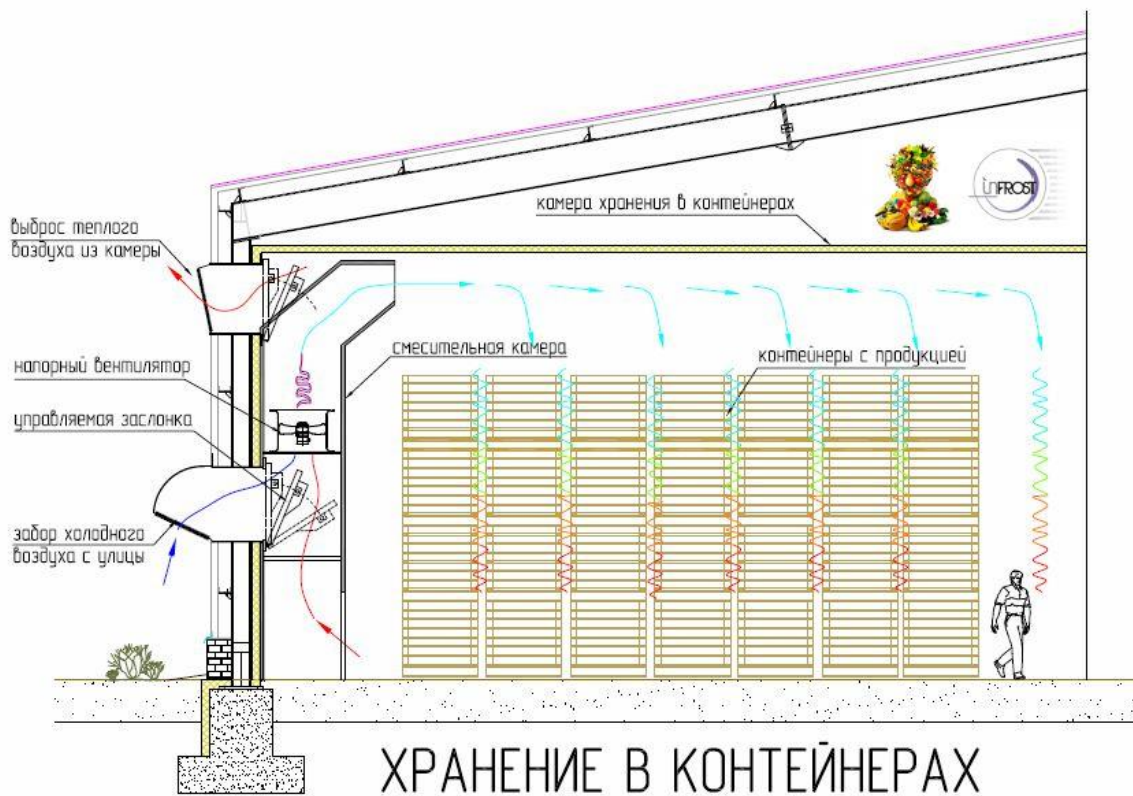 inFROST
камера хранения в контейнерах
выброс теплого
воздуха из камеры
смесительная камера
контейнеры с продукцией
напорный вентилятор
управляемая заслонка
забор холодного
воздуха с улицы
ХРАНЕНИЕ В КОНТЕЙНЕРАХ